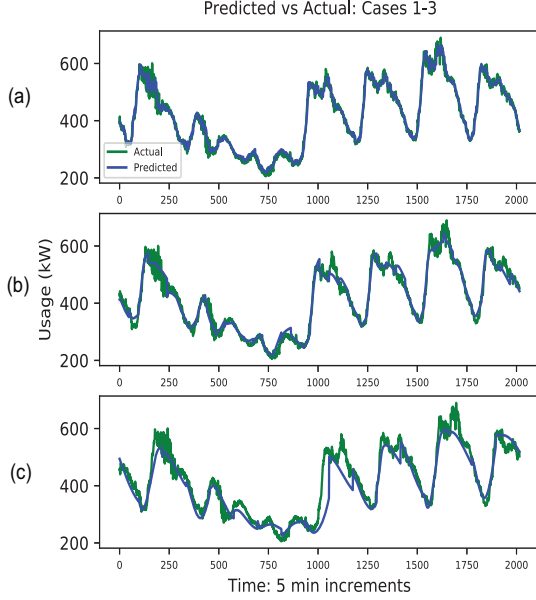 Predicted vs Actual: Cases 1-3
(a)
600
400
200
Actual
Predicted
0 250 500 750 1000 1250 1500 1750 2000
(b)
Usage (kW)
600
400
200
0 250 500 750 1000 1250 1500 1750 2000
(c)
600
400
200
0 250 500 750 1000 1250 1500 1750 2000
Time: 5 min increments